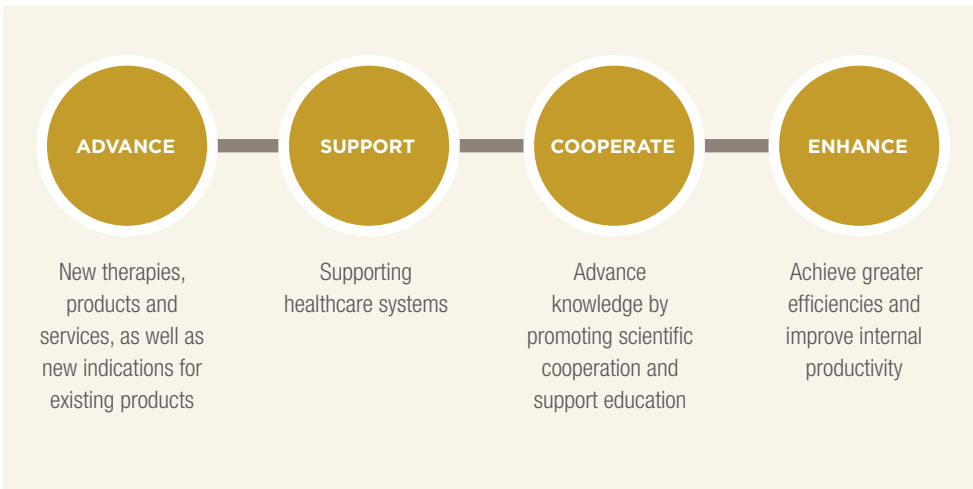 ADVANCE
New therapies,
products and
services, as well as
new indications for
existing products
SUPPORT
Supporting
healthcare systems
COOPERATE
Advance
knowledge by
promoting scientific
cooperation and
support education
ENHANCE
Achieve greater
efficiencies and
improve internal
productivity